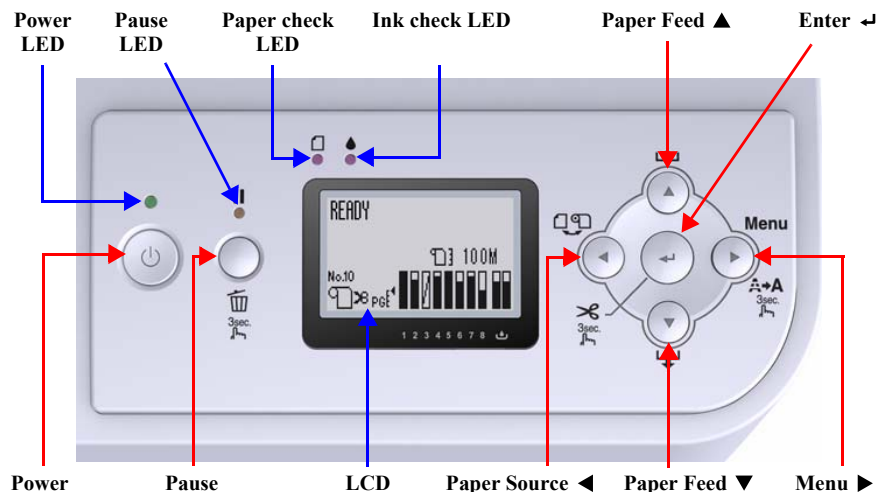 Power LED
Pause LED
Paper check LED
Ink check LED
Paper Feed ▲
Enter ↵
READY
100M
No.10
PGE
1 2 3 4 5 6 7 8
3sec.
Menu
A→A
3sec.
3sec.
Power
Pause
LCD
Paper Source ◀
Paper Feed ▼
Menu ▶